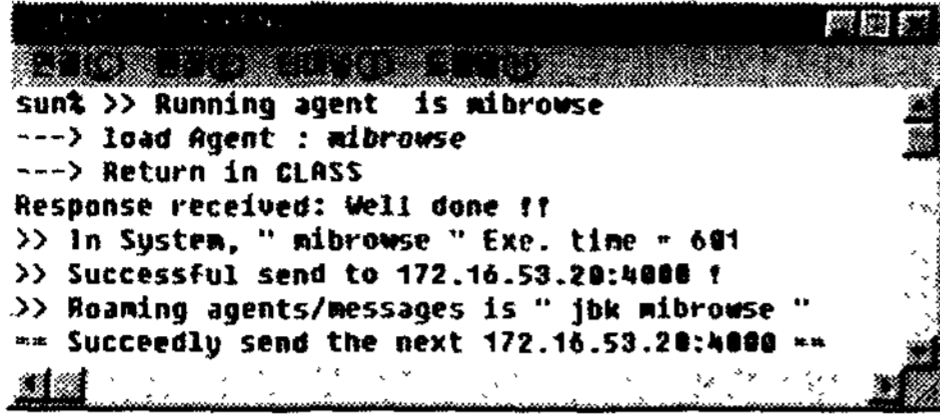 sun% >> Running agent is mibrowse
---> load Agent : mibrowse
---> Return in CLASS
Response received: Well done !!
>> In System, " mibrowse " Exe. time = 601
>> Successful send to 172.16.53.20:4000 !
>> Roaming agents/messages is " jbk mibrowse "
== Succeedly send the next 172.16.53.20:4000 ==